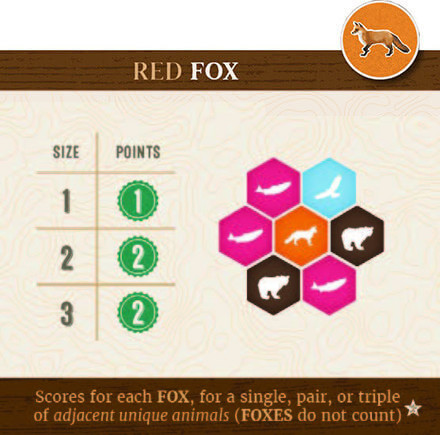 RED FOX
SIZE POINTS
1 1
2 2
3 2
Scores for each FOX, for a single, pair, or triple
of adjacent unique animals (FOXES do not count)